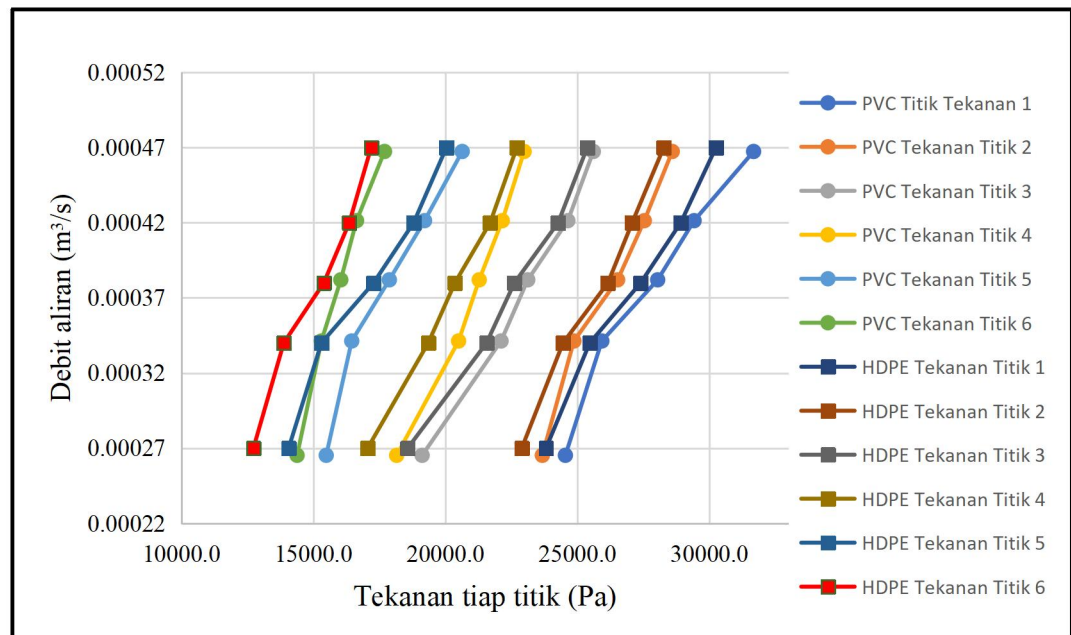 Debit aliran (m³/s)
0.00052
0.00047
0.00042
0.00037
0.00032
0.00027
0.00022
10000.0 15000.0 20000.0 25000.0 30000.0
Tekanan tiap titik (Pa)
PVC Titik Tekanan 1
PVC Tekanan Titik 2
PVC Tekanan Titik 3
PVC Tekanan Titik 4
PVC Tekanan Titik 5
PVC Tekanan Titik 6
HDPE Tekanan Titik 1
HDPE Tekanan Titik 2
HDPE Tekanan Titik 3
HDPE Tekanan Titik 4
HDPE Tekanan Titik 5
HDPE Tekanan Titik 6